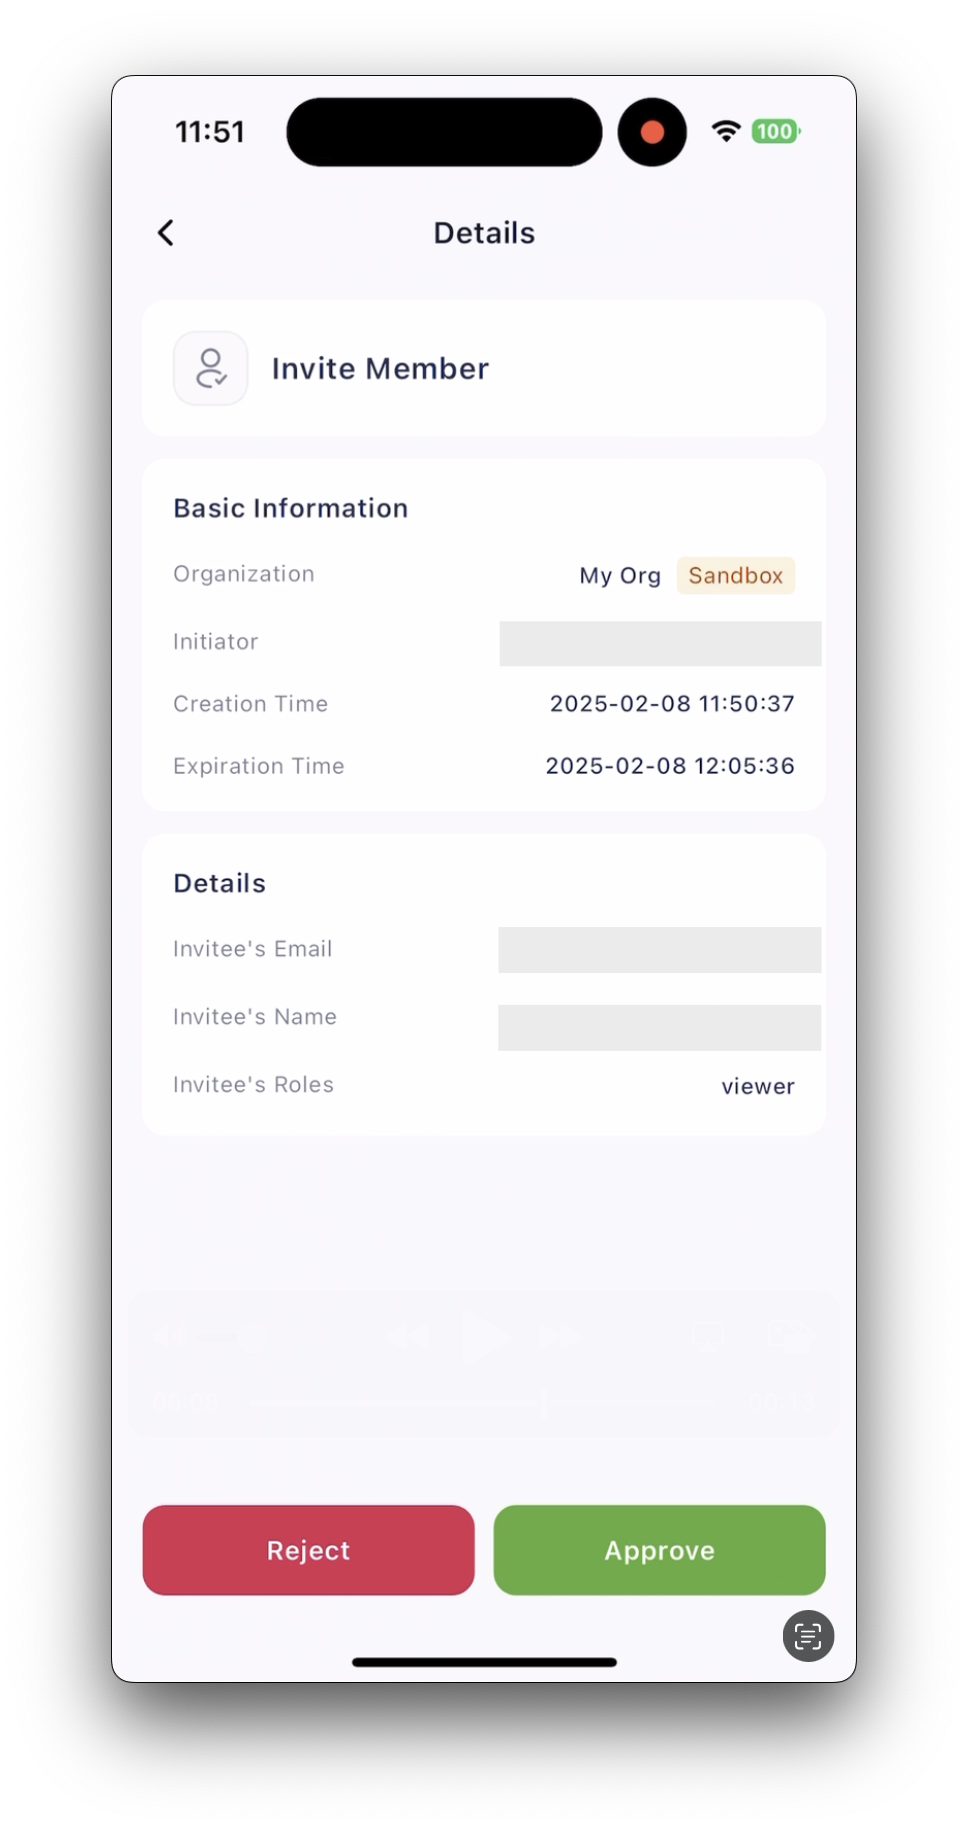 11:51
100
Details
Invite Member
Basic Information
Organization My Org Sandbox
Initiator
Creation Time 2025-02-08 11:50:37
Expiration Time 2025-02-08 12:05:36
Details
Invitee's Email
Invitee's Name
Invitee's Roles viewer
Reject Approve